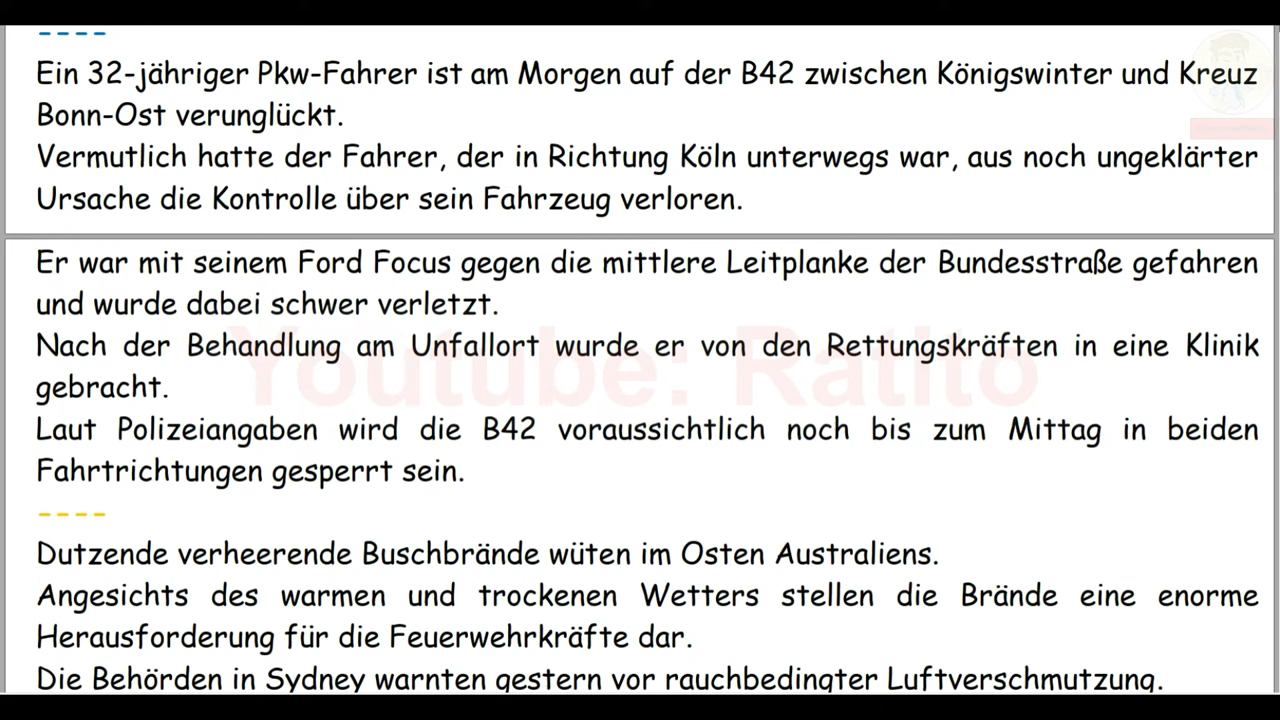 ----
Ein 32-jähriger Pkw-Fahrer ist am Morgen auf der B42 zwischen Königswinter und Kreuz
Bonn-Ost verunglückt.
Vermutlich hatte der Fahrer, der in Richtung Köln unterwegs war, aus noch ungeklärter
Ursache die Kontrolle über sein Fahrzeug verloren.
Er war mit seinem Ford Focus gegen die mittlere Leitplanke der Bundesstraße gefahren
und wurde dabei schwer verletzt.
Nach der Behandlung am Unfallort wurde er von den Rettungskräften in eine Klinik
Youtube: Ratito
gebracht.
Laut Polizeiangaben wird die B42 voraussichtlich noch bis zum Mittag in beiden
Fahrtrichtungen gesperrt sein.
----
Dutzende verheerende Buschbrände wüten im Osten Australiens.
Angesichts des warmen und trockenen Wetters stellen die Brände eine enorme
Herausforderung für die Feuerwehrkräfte dar.
Die Behörden in Sydney warnten gestern vor rauchbedingter Luftverschmutzung.